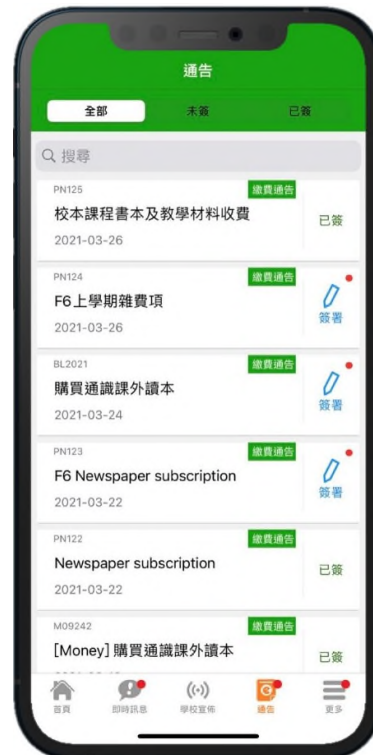 通告
全部 未簽 已簽
搜尋
PN125 繳費通告
校本課程書本及教學材料收費 已簽
2021-03-26
PN124 繳費通告
F6上學期雜費項 簽署
2021-03-26
BL2021 繳費通告
購買通識課外讀本 簽署
2021-03-24
PN123 繳費通告
F6 Newspaper subscription 簽署
2021-03-22
PN122 繳費通告
Newspaper subscription 已簽
2021-03-22
M09242 繳費通告
[Money] 購買通識課外讀本 已簽
首頁 即時訊息 學校宣佈 通告 更多